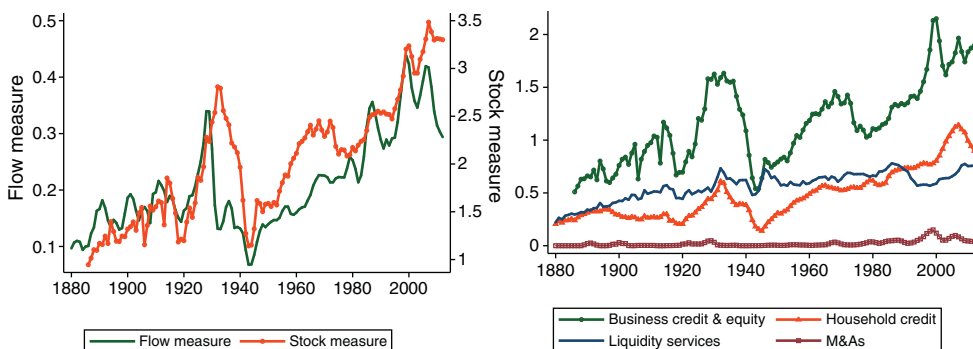 0.5
0.4
0.3
0.2
0.1
Flow measure
3.5
3
2.5
2
1.5
1
Stock measure
1880 1900 1920 1940 1960 1980 2000
Flow measure Stock measure
2
1.5
1
0.5
0
1880 1900 1920 1940 1960 1980 2000
Business credit & equity Household credit
Liquidity services M&As